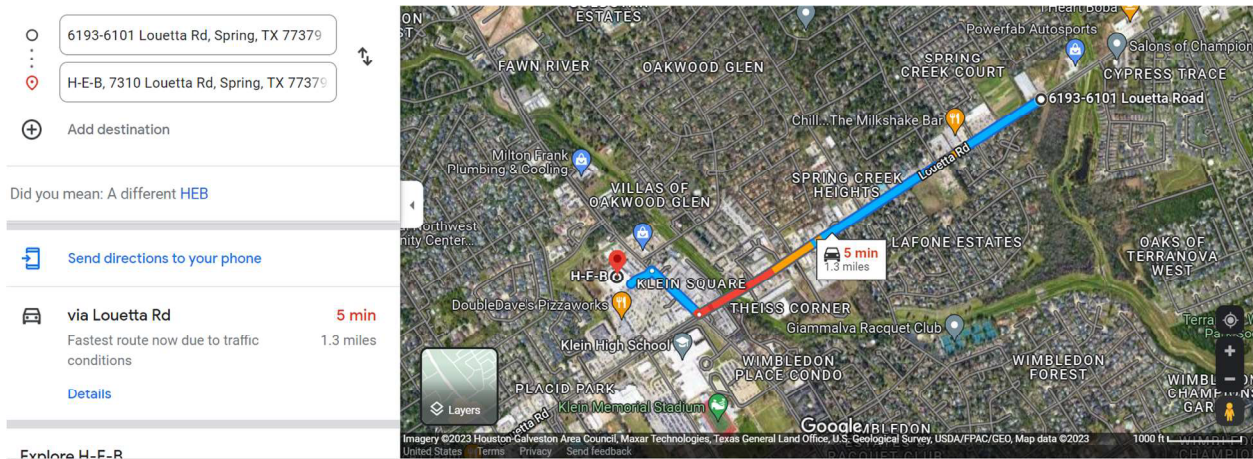 6193-6101 Louetta Rd, Spring, TX 77379
H-E-B, 7310 Louetta Rd, Spring, TX 77379
Add destination
Did you mean: A different HEB
Send directions to your phone
via Louetta Rd
5 min
Fastest route now due to traffic
conditions
1.3 miles
Details
Explore H-E-B
ESTATES
I Heart Boba
Powerfab Autosports
Salons of Champion
FAWN RIVER
OAKWOOD GLEN
SPRING
CREEK COURT
CYPRESS TRACE
6193-6101 Louetta Road
Chill...The Milkshake Bar
Milton Frank
Plumbing & Cooling
Louetta Rd
VILLAS OF
OAKWOOD GLEN
SPRING CREEK
HEIGHTS
Northwest
nity Center...
5 min
1.3 miles
LAFONE ESTATES
OAKS OF
TERRANOVA
WEST
H-E-B
KLEIN SQUARE
DoubleDave's Pizzaworks
THEISS CORNER
Giammalva Racquet Club
Klein High School
WIMBLEDON
PLACE CONDO
WIMBLEDON
FOREST
PLACID PARK
Klein Memorial Stadium
Layers
Google
Imagery ©2023 Houston-Galveston Area Council, Maxar Technologies, Texas General Land Office, U.S. Geological Survey, USDA/FPAC/GEO, Map data ©2023
1000 ft
United States Terms Privacy Send feedback